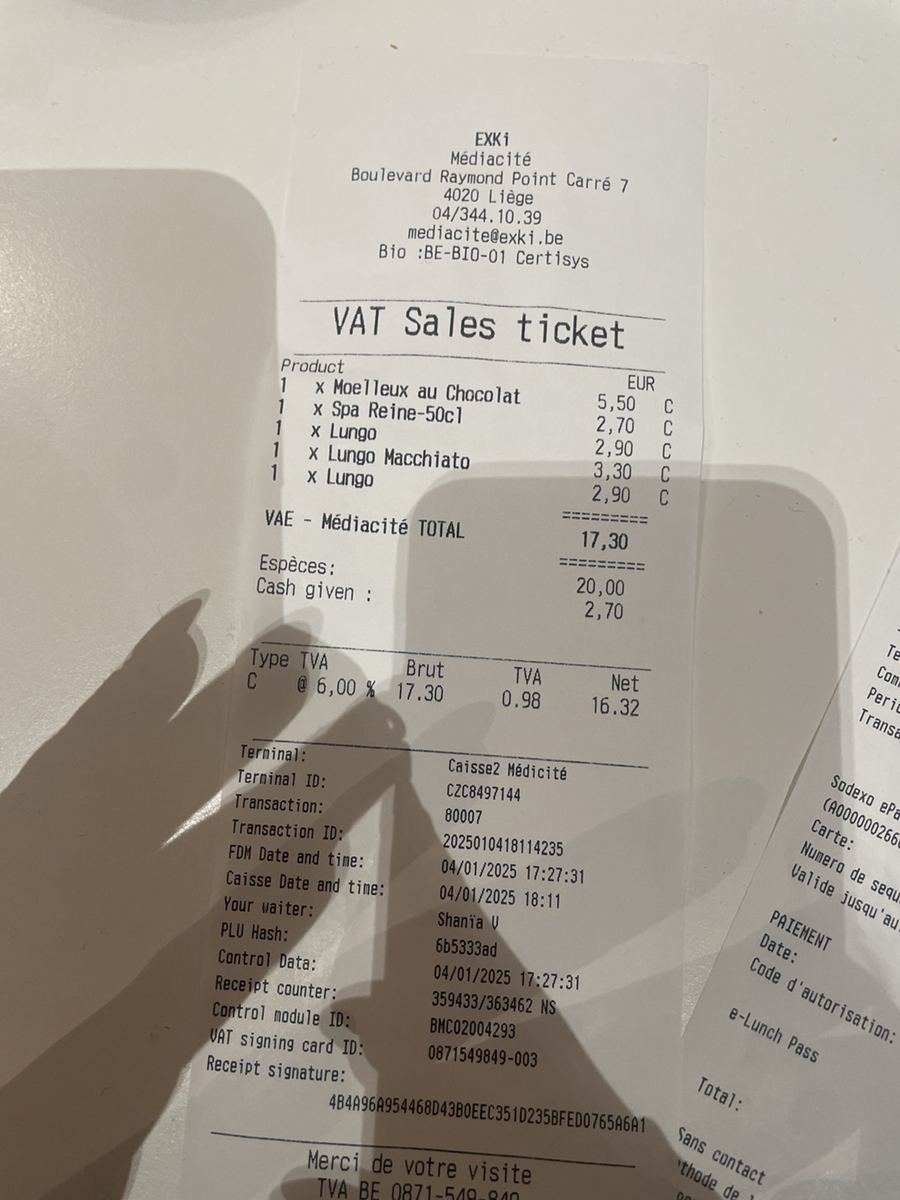 EXKi
Médiacité
Boulevard Raymond Point Carré 7
4020 Liège
04/344.10.39
mediacite@exki.be
Bio :BE-BIO-01 Certisys
VAT Sales ticket
Product EUR
1 x Moelleux au Chocolat 5,50 C
1 x Spa Reine-50cl 2,70 C
1 x Lungo 2,90 C
1 x Lungo Macchiato 3,30 C
1 x Lungo 2,90 C
=========
VAE - Médiacité TOTAL 17,30
=========
Espèces: 20,00
Cash given : 2,70
Type TVA Brut TVA Net
C @ 6,00 % 17.30 0.98 16.32
Terminal: Caisse2 Médicité
Terminal ID: CZC8497144
Transaction: 80007
Transaction ID: 2025010418114235
FDM Date and time: 04/01/2025 17:27:31
Caisse Date and time: 04/01/2025 18:11
Your waiter: Shanïa V
PLU Hash: 6b5333ad
Control Data: 04/01/2025 17:27:31
Receipt counter: 359433/363462 NS
Control module ID: BMC02004293
VAT signing card ID: 0871549849-003
Receipt signature:
4B4A96A954468D43B0EEC351D235BFED0765A6A1
Merci de votre visite
TVA BE 0871-549-849
Sodexo ePa
(A0000000266
Carte:
Numero de sequ
Valide jusqu'au
PAIEMENT
Date:
Code d'autorisation:
e-Lunch Pass
Total:
Sans contact